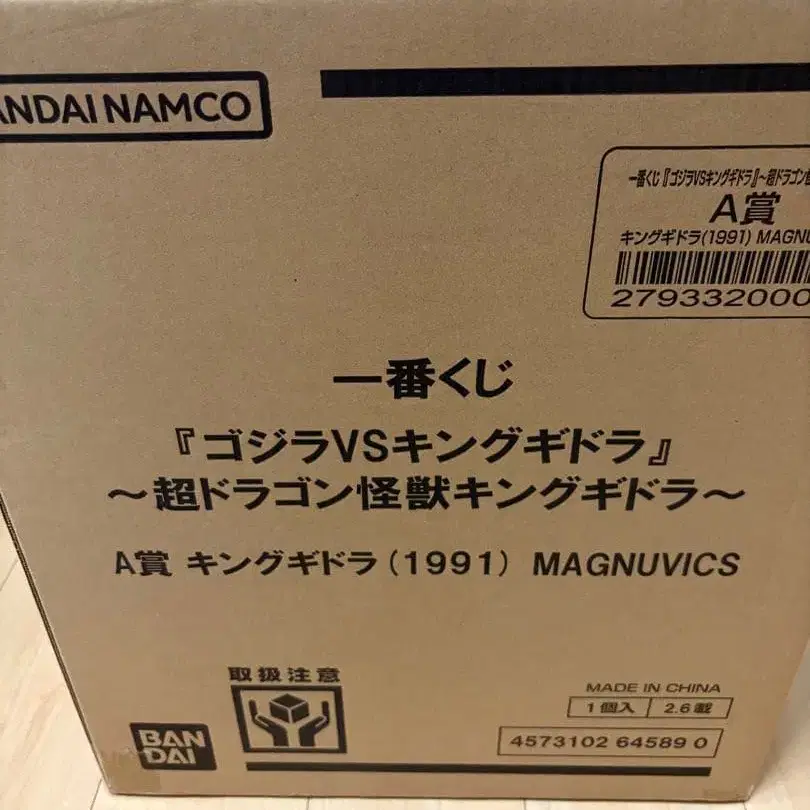 ANDAI NAMCO
一番くじ『ゴジラVSキングギドラ』～超ドラゴン怪
A賞
キングギドラ(1991) MAGNU
279332000
一番くじ
『ゴジラVSキングギドラ』
～超ドラゴン怪獣キングギドラ～
A賞 キングギドラ(1991) MAGNUVICS
取扱注意
MADE IN CHINA
1個入 2.6載
BAN
DAI
4573102 64589 0